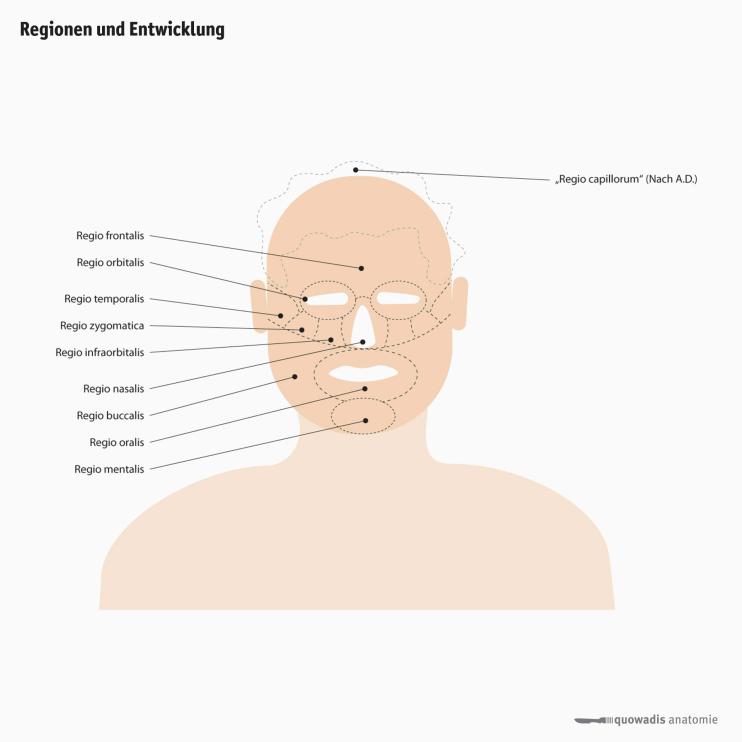 Regionen und Entwicklung
„Regio capillorum“ (Nach A.D.)
Regio frontalis
Regio orbitalis
Regio temporalis
Regio zygomatica
Regio infraorbitalis
Regio nasalis
Regio buccalis
Regio oralis
Regio mentalis
quowadis anatomie